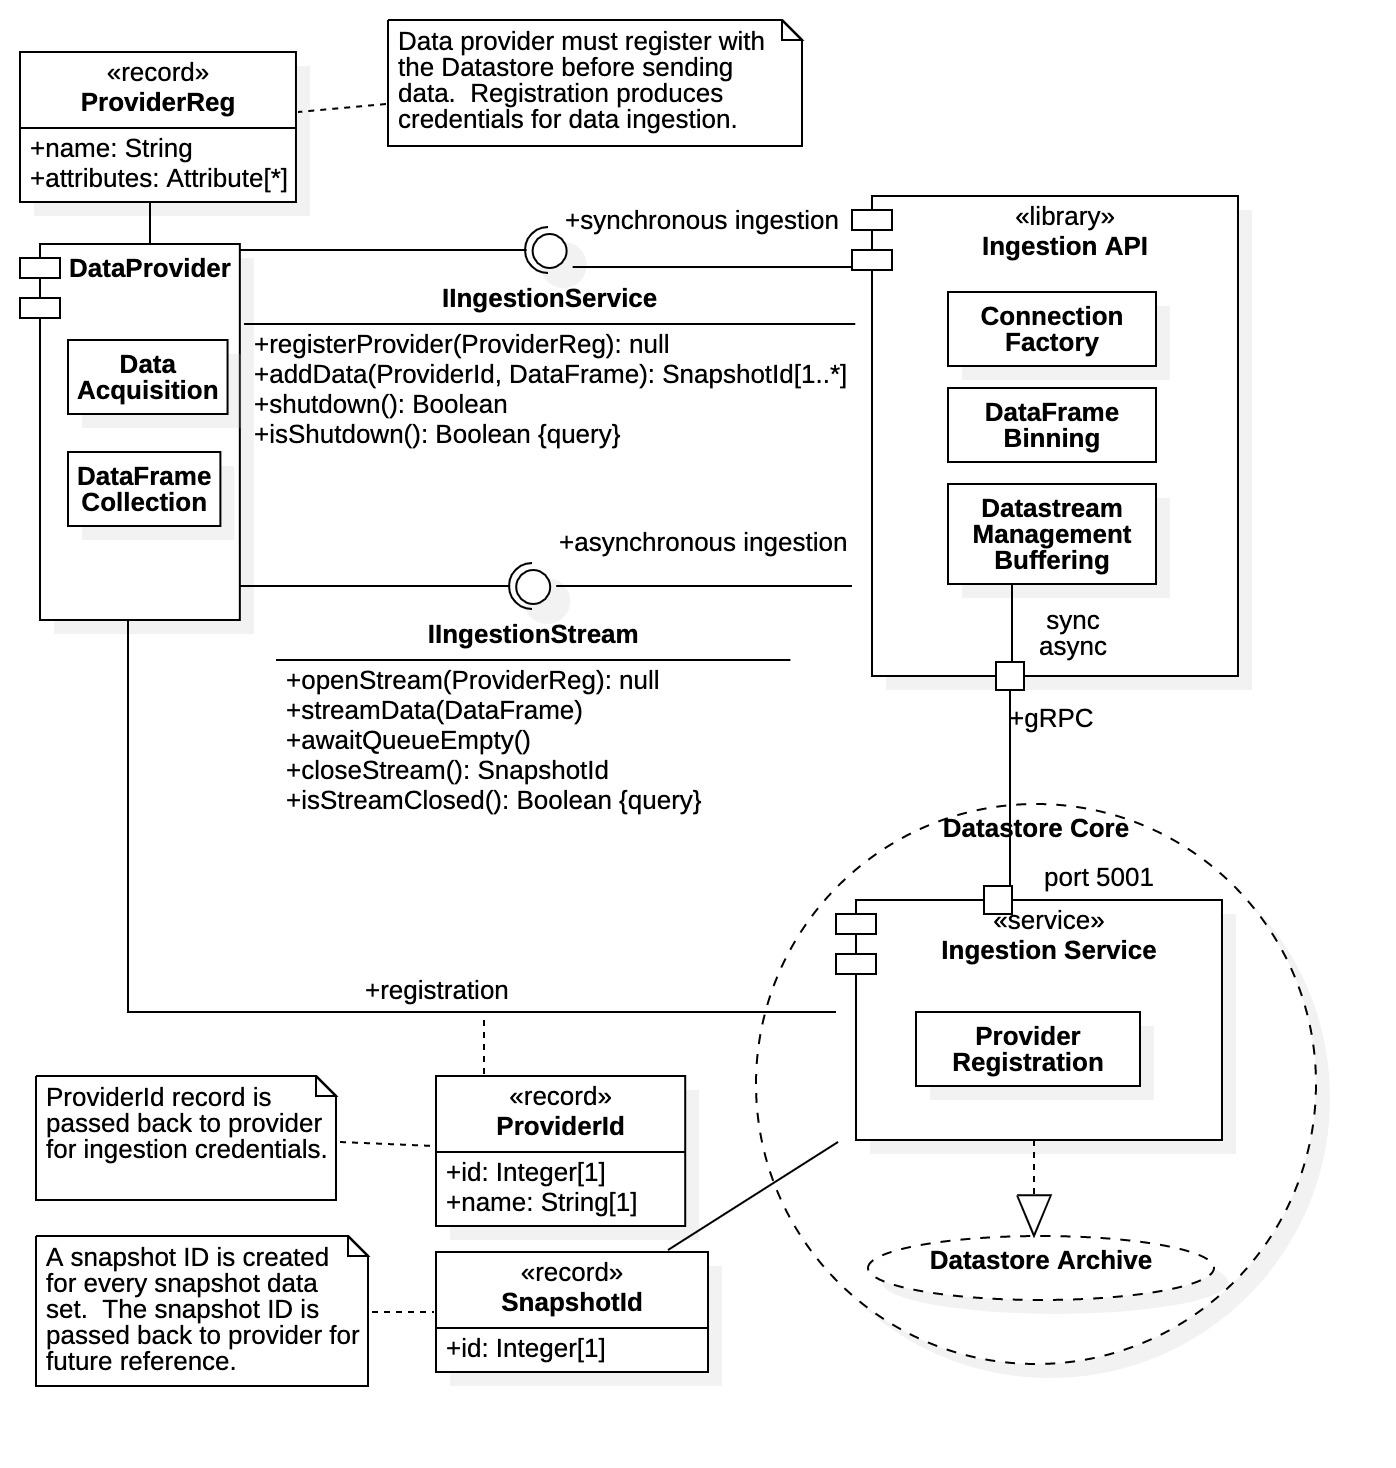 Data provider must register with
the Datastore before sending
data.  Registration produces
credentials for data ingestion.
«record»
ProviderReg
+name: String
+attributes: Attribute[*]
DataProvider
Data
Acquisition
DataFrame
Collection
+synchronous ingestion
IIngestionService
+registerProvider(ProviderReg): null
+addData(ProviderId, DataFrame): SnapshotId[1..*]
+shutdown(): Boolean
+isShutdown(): Boolean {query}
+asynchronous ingestion
IIngestionStream
+openStream(ProviderReg): null
+streamData(DataFrame)
+awaitQueueEmpty()
+closeStream(): SnapshotId
+isStreamClosed(): Boolean {query}
«library»
Ingestion API
Connection
Factory
DataFrame
Binning
Datastream
Management
Buffering
sync
async
+gRPC
Datastore Core
port 5001
«service»
Ingestion Service
Provider
Registration
Datastore Archive
+registration
ProviderId record is
passed back to provider
for ingestion credentials.
«record»
ProviderId
+id: Integer[1]
+name: String[1]
A snapshot ID is created
for every snapshot data
set.  The snapshot ID is
passed back to provider for
future reference.
«record»
SnapshotId
+id: Integer[1]